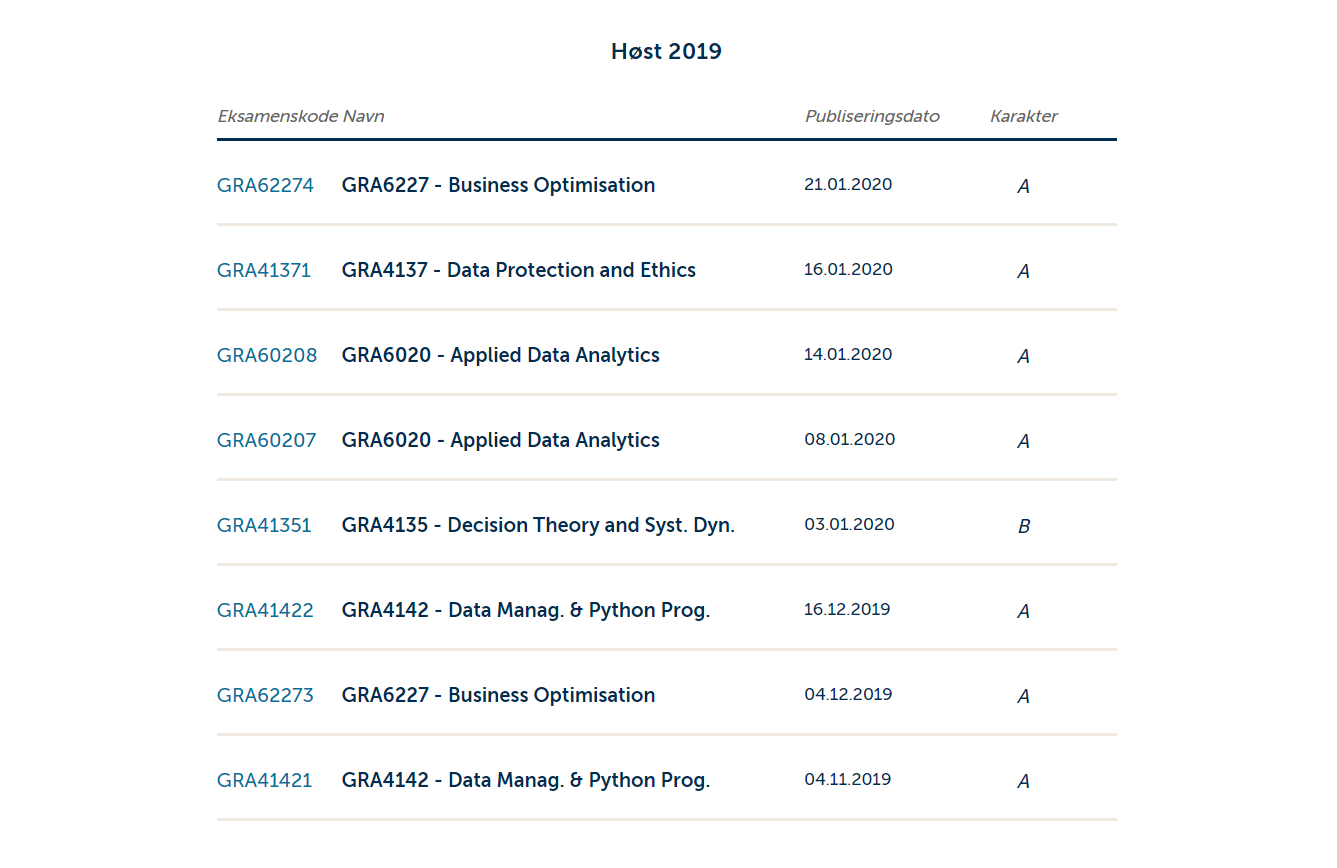 Høst 2019
Eksamenskode Navn Publiseringsdato Karakter
GRA62274 GRA6227 - Business Optimisation 21.01.2020 A
GRA41371 GRA4137 - Data Protection and Ethics 16.01.2020 A
GRA60208 GRA6020 - Applied Data Analytics 14.01.2020 A
GRA60207 GRA6020 - Applied Data Analytics 08.01.2020 A
GRA41351 GRA4135 - Decision Theory and Syst. Dyn. 03.01.2020 B
GRA41422 GRA4142 - Data Manag. & Python Prog. 16.12.2019 A
GRA62273 GRA6227 - Business Optimisation 04.12.2019 A
GRA41421 GRA4142 - Data Manag. & Python Prog. 04.11.2019 A